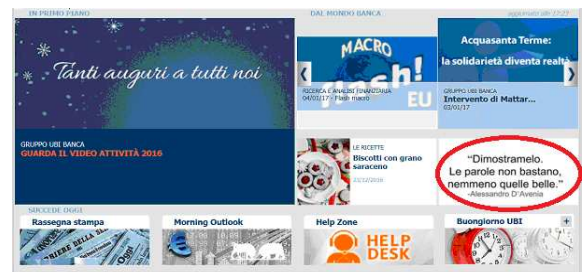 IN PRIMO PIANO
DAL MONDO BANCA
aggiornato alle 17:23
Tanti auguri a tutti noi
MACRO
flash!
EU
RICERCA E ANALISI FINANZIARIA
04/01/17 - Flash macro
Acquasanta Terme:
la solidarietà diventa realtà
GRUPPO UBI BANCA
Intervento di Mattar...
03/01/17
GRUPPO UBI BANCA
GUARDA IL VIDEO ATTIVITÀ 2016
LE RICETTE
Biscotti con grano
saraceno
23/12/2016
“Dimostramelo.
Le parole non bastano,
nemmeno quelle belle.”
-Alessandro D'Avenia
SUCCEDE OGGI
Rassegna stampa
Morning Outlook
Help Zone
HELP
DESK
Buongiorno UBI
+